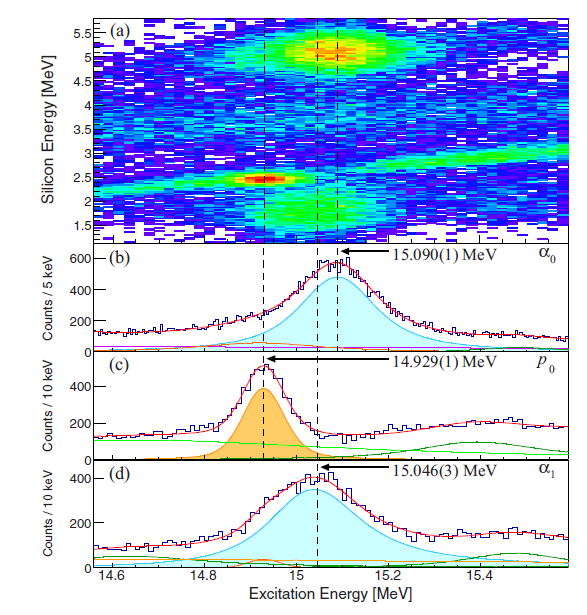 (a)
5.5
5
4.5
4
3.5
3
2.5
2
1.5
Silicon Energy [MeV]
(b)
15.090(1) MeV α₀
600
400
200
0
Counts / 5 keV
(c)
14.929(1) MeV p₀
400
200
0
Counts / 10 keV
(d)
15.046(3) MeV α₁
400
200
0
Counts / 10 keV
14.6 14.8 15 15.2 15.4
Excitation Energy [MeV]